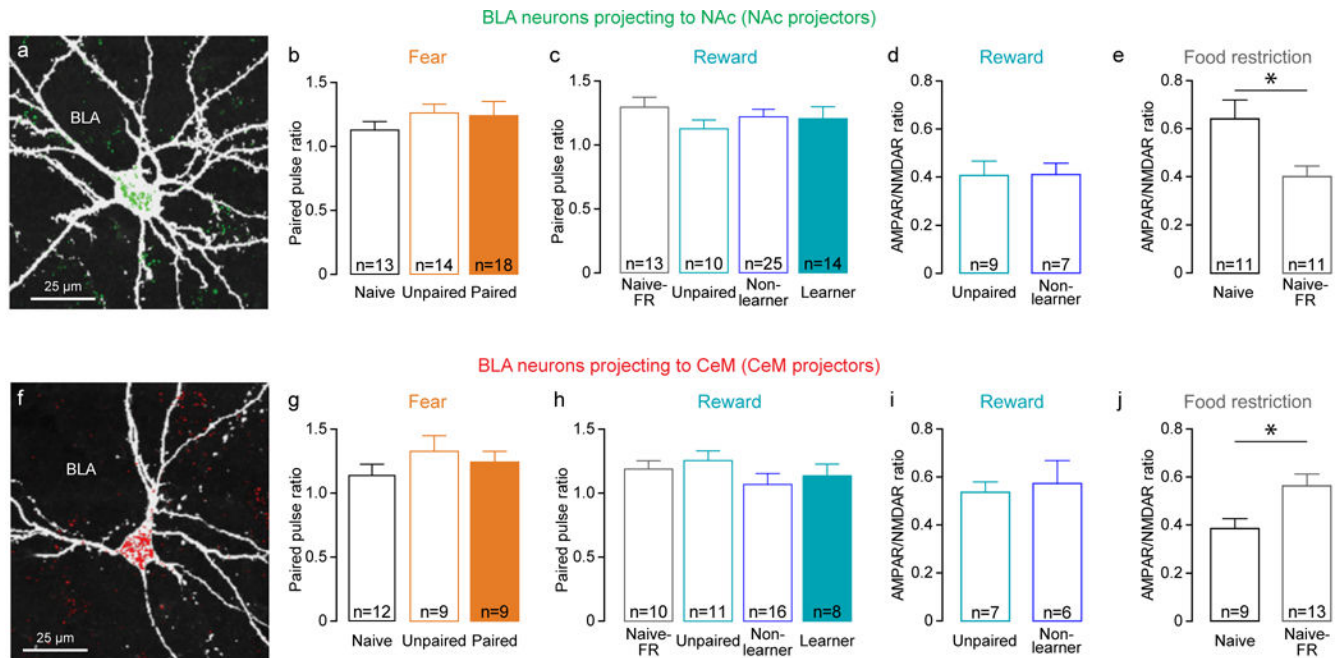 BLA neurons projecting to NAc (NAc projectors)
a
BLA
25 µm
b
Fear
Paired pulse ratio
1.5
1.0
0.5
0
n=13
n=14
n=18
Naive
Unpaired
Paired
c
Reward
Paired pulse ratio
1.5
1.0
1.5
0
n=13
n=10
n=25
n=14
Naive-
FR
Unpaired
Non-
learner
Learner
d
Reward
AMPAR/NMDAR ratio
0.8
0.6
0.4
0.2
0
n=9
n=7
Unpaired
Non-
learner
e
Food restriction
*
AMPAR/NMDAR ratio
0.8
0.6
0.4
0.2
0
n=11
n=11
Naive
Naive-
FR
BLA neurons projecting to CeM (CeM projectors)
f
BLA
25 µm
g
Fear
Paired pulse ratio
1.5
1.0
0.5
0
n=12
n=9
n=9
Naive
Unpaired
Paired
h
Reward
Paired pulse ratio
1.5
1.0
1.5
0
n=10
n=11
n=16
n=8
Naive-
FR
Unpaired
Non-
learner
Learner
i
Reward
AMPAR/NMDAR ratio
0.8
0.6
0.4
0.2
0
n=7
n=6
Unpaired
Non-
learner
j
Food restriction
*
AMPAR/NMDAR ratio
0.8
0.6
0.4
0.2
0
n=9
n=13
Naive
Naive-
FR